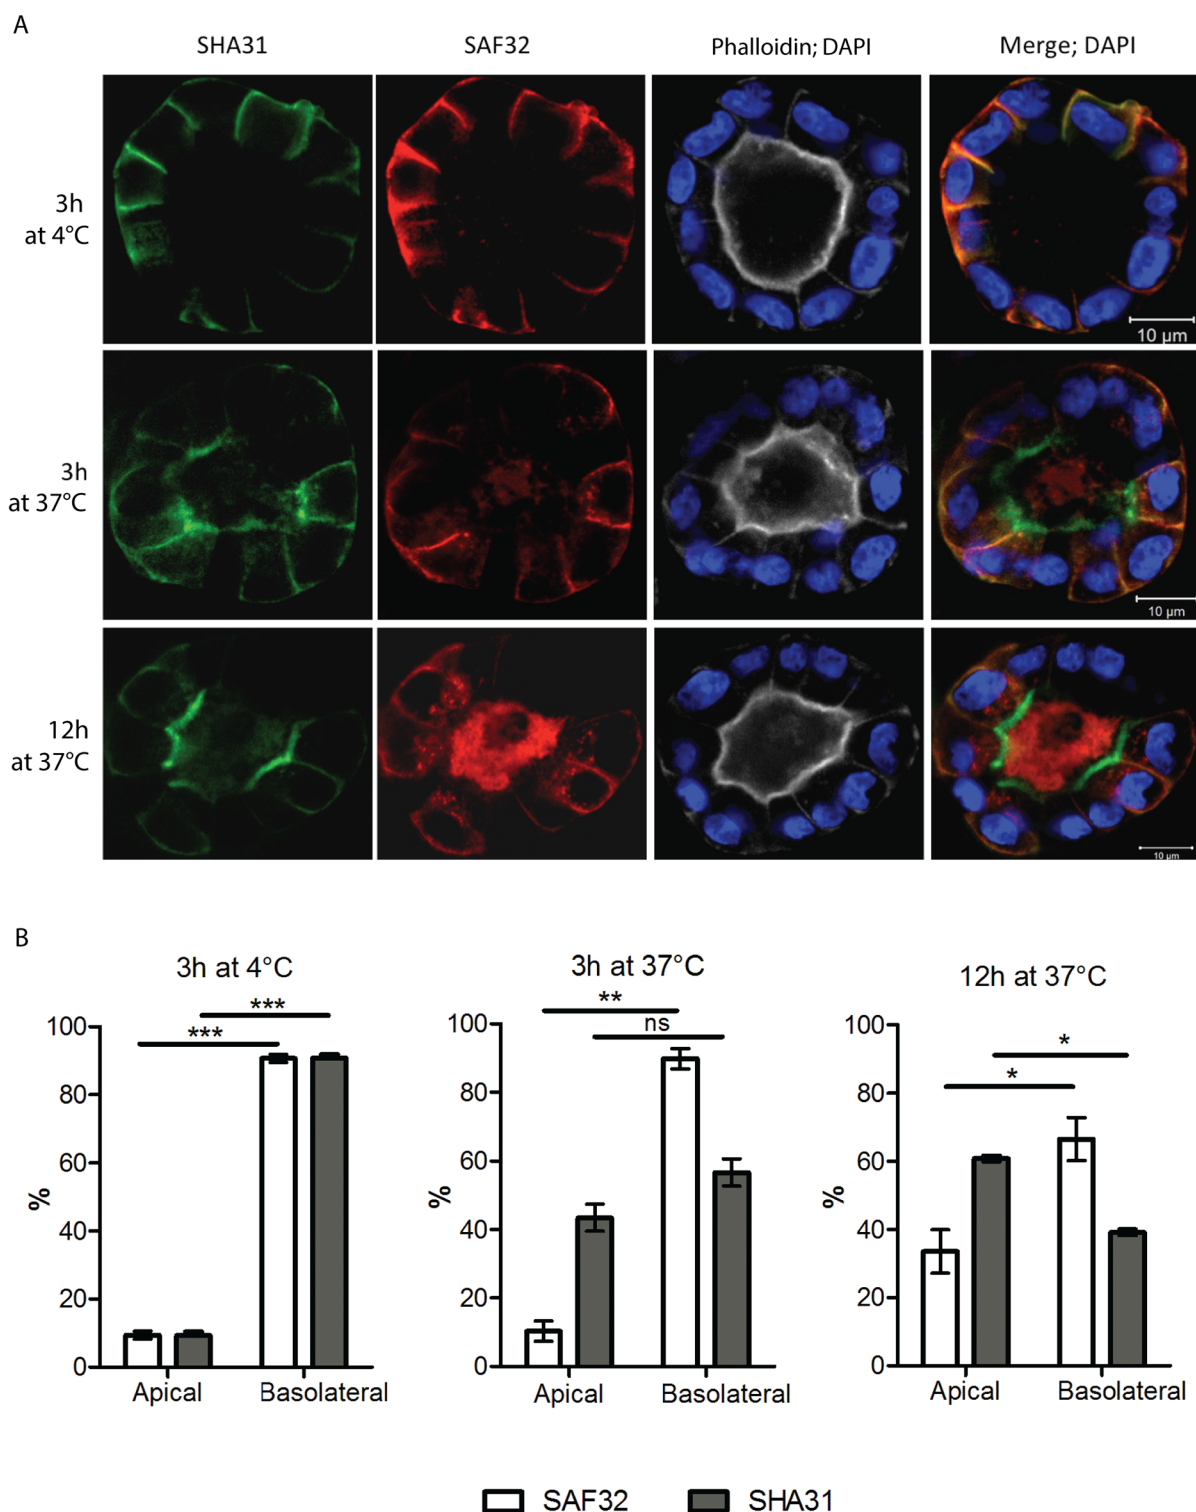 A
SHA31 SAF32 Phalloidin; DAPI Merge; DAPI
3h
at 4°C
10 µm
3h
at 37°C
10 µm
12h
at 37°C
10 µm
B
3h at 4°C
***
***
100
80
60
40
20
0
%
Apical Basolateral
3h at 37°C
**
ns
100
80
60
40
20
0
%
Apical Basolateral
12h at 37°C
*
*
100
80
60
40
20
0
%
Apical Basolateral
SAF32 SHA31